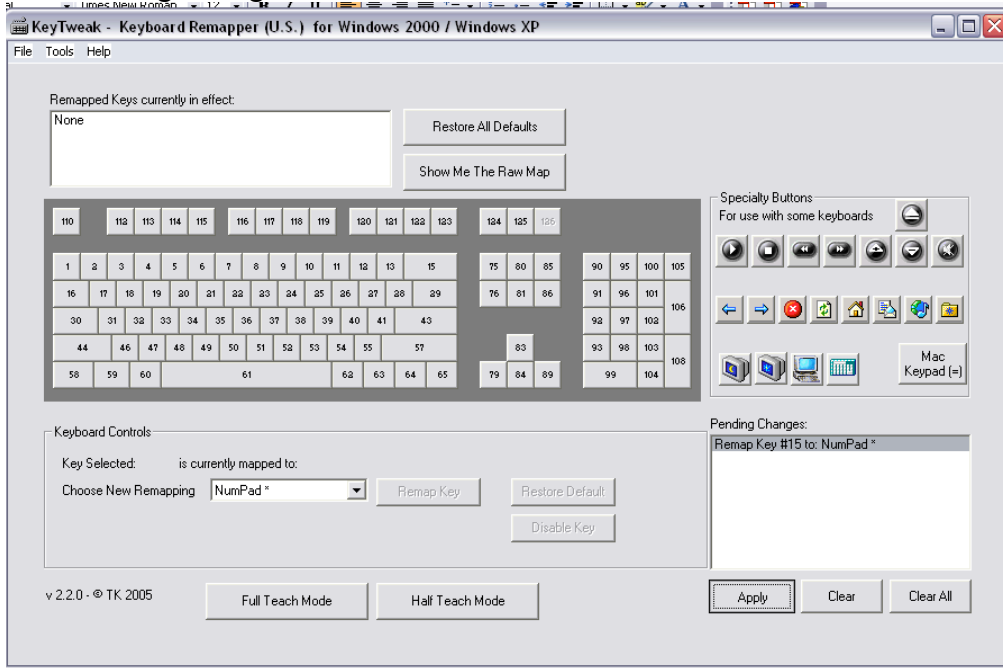 Times New Roman 12 B I U
KeyTweak - Keyboard Remapper (U.S.) for Windows 2000 / Windows XP
File Tools Help
Remapped Keys currently in effect:
None
Restore All Defaults
Show Me The Raw Map
110 112 113 114 115 116 117 118 119 120 121 122 123 124 125 126
1 2 3 4 5 6 7 8 9 10 11 12 13 15 75 80 85 90 95 100 105
16 17 18 19 20 21 22 23 24 25 26 27 28 29 76 81 86 91 96 101
106
30 31 32 33 34 35 36 37 38 39 40 41 43 92 97 102
44 46 47 48 49 50 51 52 53 54 55 57 83 93 98 103
108
58 59 60 61 62 63 64 65 79 84 89 99 104
Specialty Buttons
For use with some keyboards
Mac
Keypad (=)
Keyboard Controls
Key Selected: is currently mapped to:
Choose New Remapping NumPad * Remap Key Restore Default
Disable Key
Pending Changes:
Remap Key #15 to: NumPad *
v 2.2.0 - © TK 2005
Full Teach Mode Half Teach Mode
Apply Clear Clear All